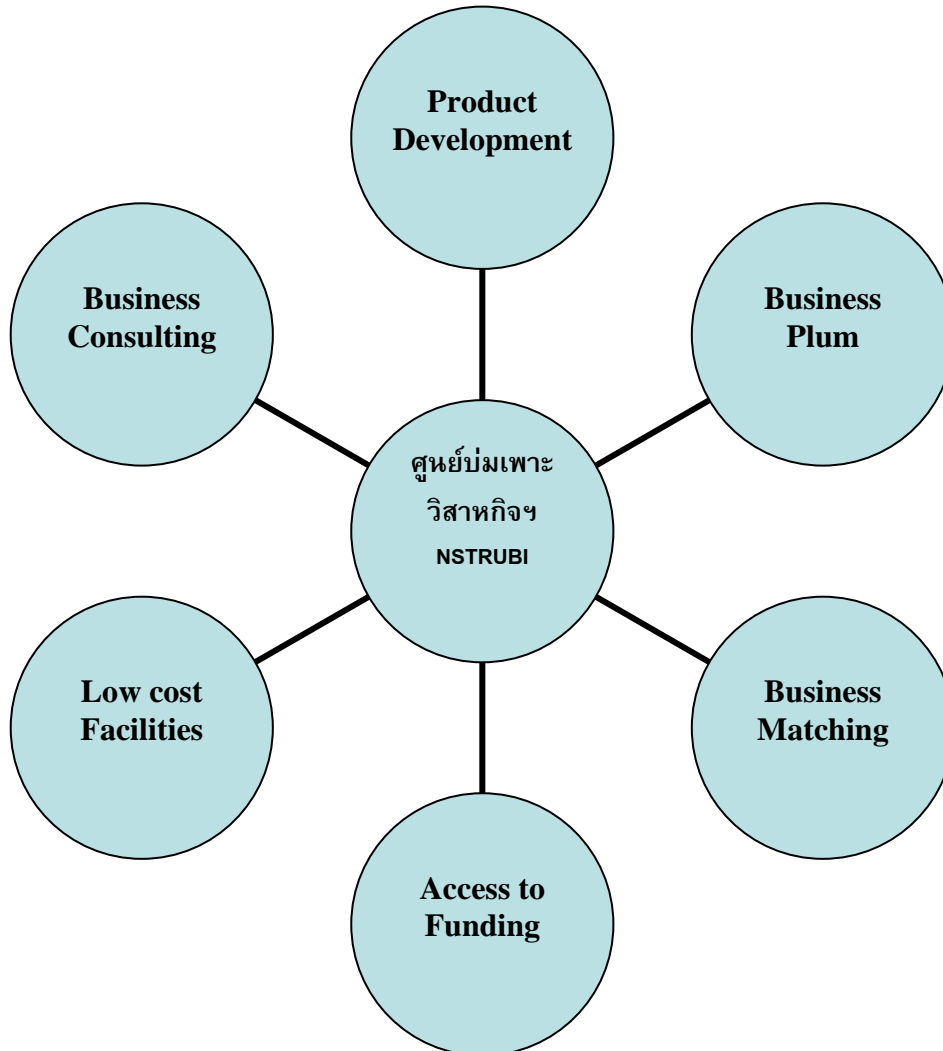 Product
Development
Business
Consulting
Business
Plum
ศูนย์บ่มเพาะ
วิสาหกิจฯ
NSTRUBI
Low cost
Facilities
Business
Matching
Access to
Funding